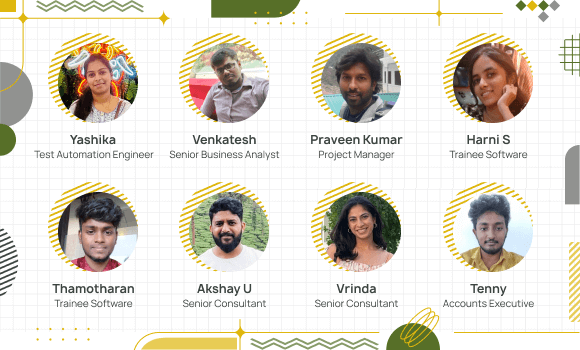 Yashika
Test Automation Engineer
Venkatesh
Senior Business Analyst
Praveen Kumar
Project Manager
Harni S
Trainee Software
Thamotharan
Trainee Software
Akshay U
Senior Consultant
Vrinda
Senior Consultant
Tenny
Accounts Executive